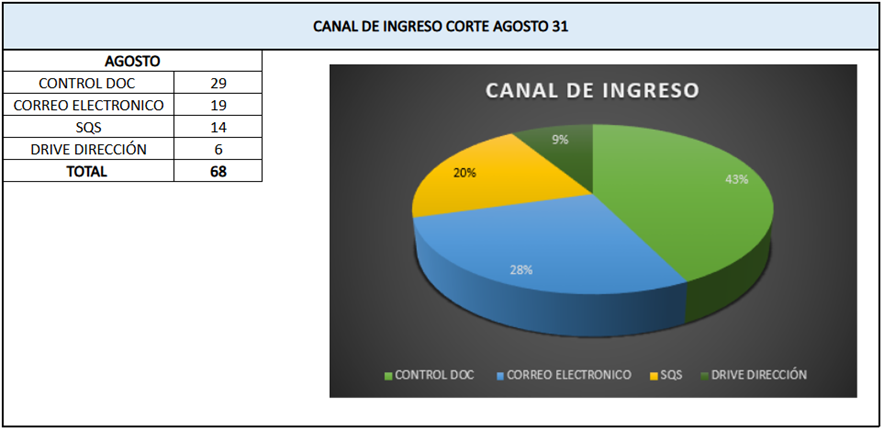 CANAL DE INGRESO CORTE AGOSTO 31
AGOSTO
CONTROL DOC 29
CORREO ELECTRONICO 19
SQS 14
DRIVE DIRECCIÓN 6
TOTAL 68
CANAL DE INGRESO
9%
43%
20%
28%
CONTROL DOC CORREO ELECTRONICO SQS DRIVE DIRECCIÓN